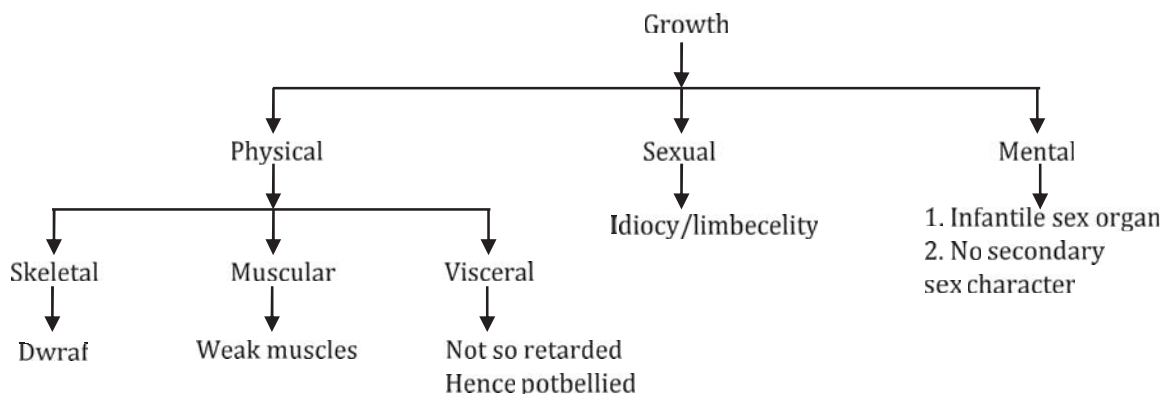 Growth
Physical Sexual Mental
Idiocy/limbecelity
1. Infantile sex organ
2. No secondary
sex character
Skeletal Muscular Visceral
Dwraf Weak muscles Not so retarded
Hence potbellied